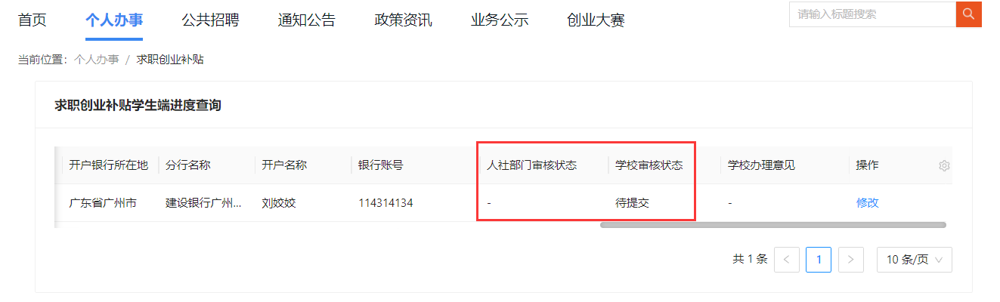 首页 个人办事 公共招聘 通知公告 政策资讯 业务公示 创业大赛 请输入标题搜索
当前位置： 个人办事 / 求职创业补贴
求职创业补贴学生端进度查询
开户银行所在地 分行名称 开户名称 银行账号 人社部门审核状态 学校审核状态 学校办理意见 操作
广东省广州市 建设银行广州... 刘姣姣 114314134 - 待提交 - 修改
共 1 条 < 1 > 10 条/页